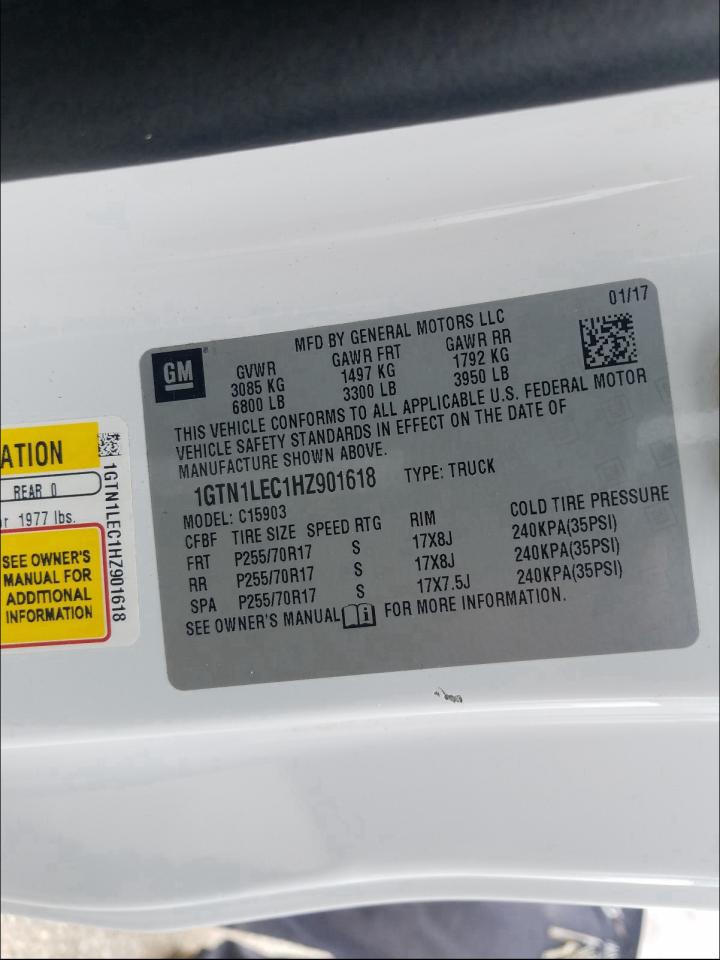 01/17
MFD BY GENERAL MOTORS LLC
GM
GVWR GAWR FRT GAWR RR
3085 KG 1497 KG 1792 KG
6800 LB 3300 LB 3950 LB
THIS VEHICLE CONFORMS TO ALL APPLICABLE U.S. FEDERAL MOTOR
VEHICLE SAFETY STANDARDS IN EFFECT ON THE DATE OF
MANUFACTURE SHOWN ABOVE.
1GTN1LEC1HZ901618 TYPE: TRUCK
MODEL: C15903
CFBF TIRE SIZE SPEED RTG RIM COLD TIRE PRESSURE
FRT P255/70R17 S 17X8J 240KPA(35PSI)
RR P255/70R17 S 17X8J 240KPA(35PSI)
SPA P255/70R17 S 17X7.5J 240KPA(35PSI)
SEE OWNER'S MANUAL i FOR MORE INFORMATION.
ATION
REAR 0
or 1977 lbs.
SEE OWNER'S
MANUAL FOR
ADDITIONAL
INFORMATION
1GTN1LEC1HZ901618